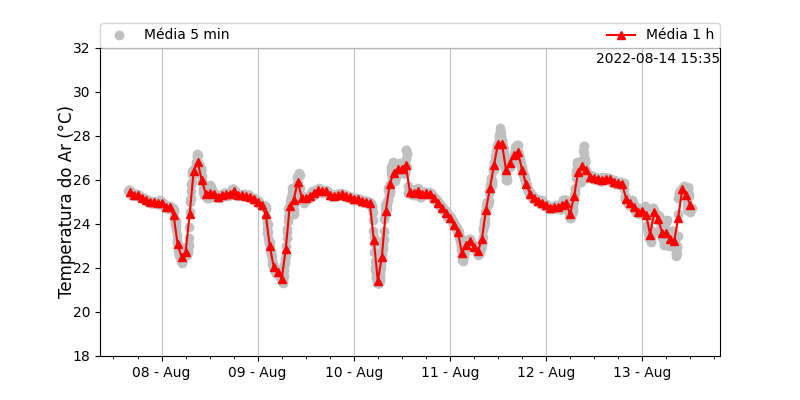 Média 5 min
Média 1 h
2022-08-14 15:35
Temperatura do Ar (°C)
32
30
28
26
24
22
20
18
08 - Aug
09 - Aug
10 - Aug
11 - Aug
12 - Aug
13 - Aug